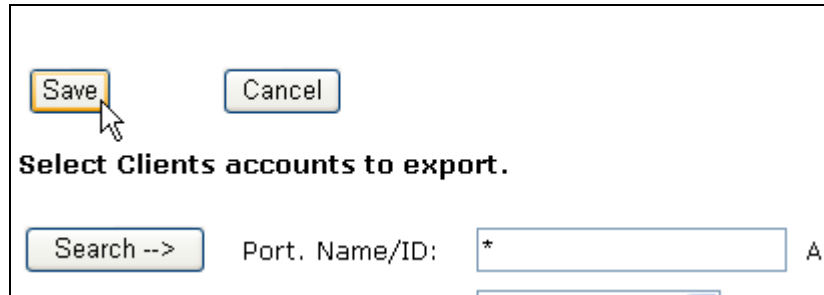 Save Cancel
Select Clients accounts to export.
Search --> Port. Name/ID: * A